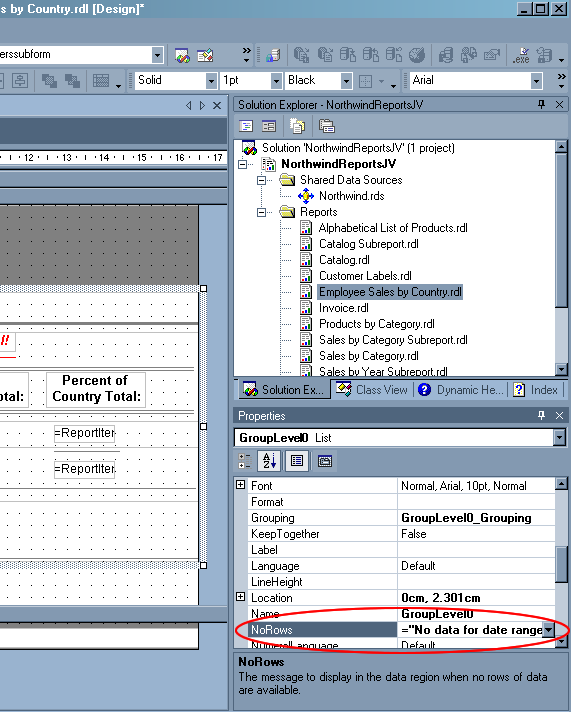 s by Country.rdl [Design]*
erssubform
.exe
Solid 1pt Black Arial
Solution Explorer - NorthwindReportsJV
Solution 'NorthwindReportsJV' (1 project)
NorthwindReportsJV
Shared Data Sources
Northwind.rds
Reports
Alphabetical List of Products.rdl
Catalog Subreport.rdl
Catalog.rdl
Customer Labels.rdl
Employee Sales by Country.rdl
Invoice.rdl
Products by Category.rdl
Sales by Category Subreport.rdl
Sales by Category.rdl
Sales by Year Subreport.rdl
Solution Ex... Class View Dynamic He... Index
12 13 14 15 16 17
!!
otal:
Percent of
Country Total:
=ReportIter
=ReportIter
Properties
GroupLevel0 List
Font Normal, Arial, 10pt, Normal
Format
Grouping GroupLevel0_Grouping
KeepTogether False
Label
Language Default
LineHeight
Location 0cm, 2.301cm
Name GroupLevel0
NoRows ="No data for date range
NumeralLanguage Default
NoRows
The message to display in the data region when no rows of data
are available.